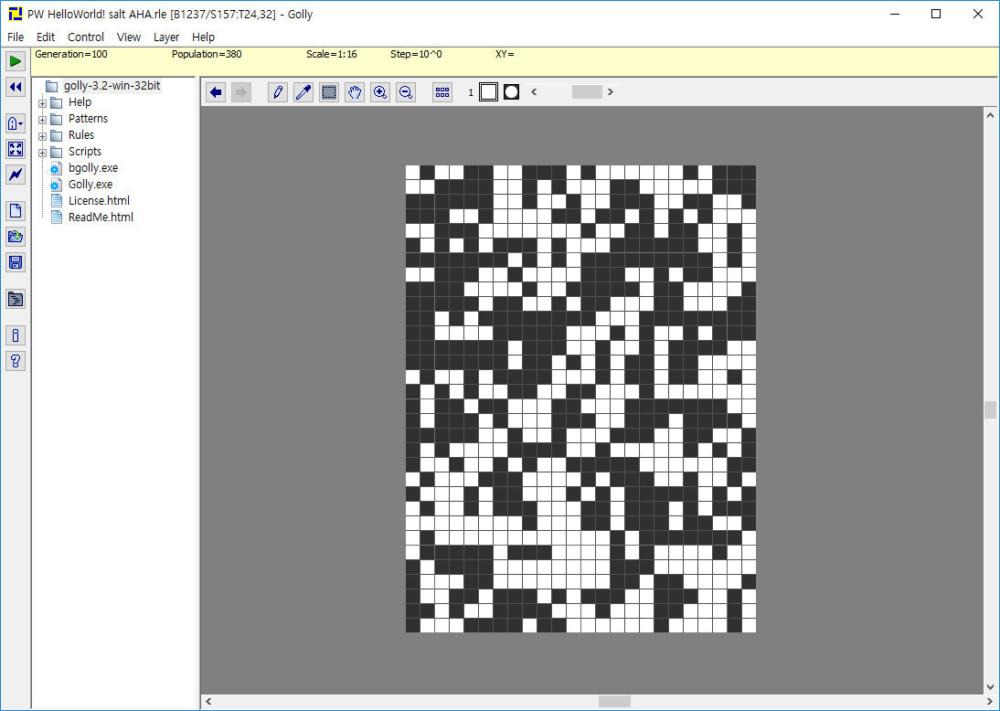 PW HelloWorld! salt AHA.rle [B1237/S157:T24,32] - Golly
File Edit Control View Layer Help
Generation=100 Population=380 Scale=1:16 Step=10^0 XY=
golly-3.2-win-32bit
1
Help
Patterns
Rules
Scripts
bgolly.exe
Golly.exe
License.html
ReadMe.html